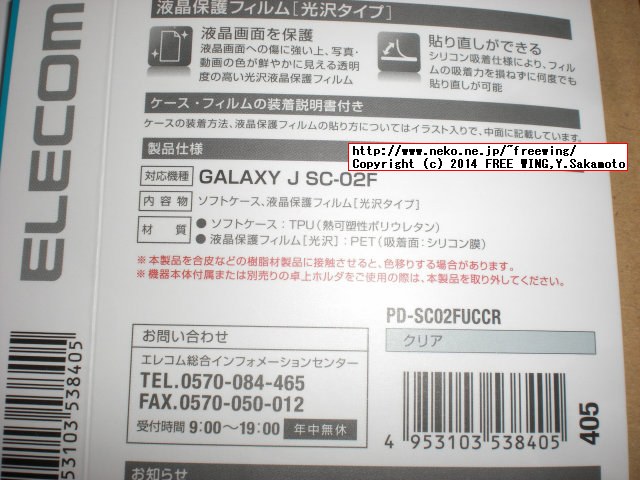 液晶保護フィルム[光沢タイプ]
液晶画面を保護
液晶画面への傷に強い上、写真・
動画の色が鮮やかに見える透明
度の高い光沢液晶保護フィルム
貼り直しができる
シリコン吸着仕様により、フィルム
の吸着力を損ねずに何度でも
貼り直しが可能
ケース・フィルムの装着説明書付き
ケースの装着方法、液晶保護フィルムの貼り方についてはイラスト入りで、中面に記載しています。
http://www.neko.ne.jp/~freewing/
Copyright (c) 2014 FREE WING,Y.Sakamoto
製品仕様
対応機種 GALAXY J SC-02F
内容物 ソフトケース、液晶保護フィルム[光沢タイプ]
材質 ●ソフトケース:TPU(熱可塑性ポリウレタン)
●液晶保護フィルム[光沢]:PET(吸着面:シリコン膜)
※本製品を合皮などの樹脂材製品に接触させると、色移りする場合があります。
※機器本体付属または別売りの卓上ホルダをご使用の際は、本製品を取り外してください。
PD-SC02FUCCR
クリア
お問い合わせ
エレコム総合インフォメーションセンター
TEL.0570-084-465
FAX.0570-050-012
受付時間 9:00〜19:00 年中無休
4 953103 538405
405
お知らせ
ELECOM
53103 538405